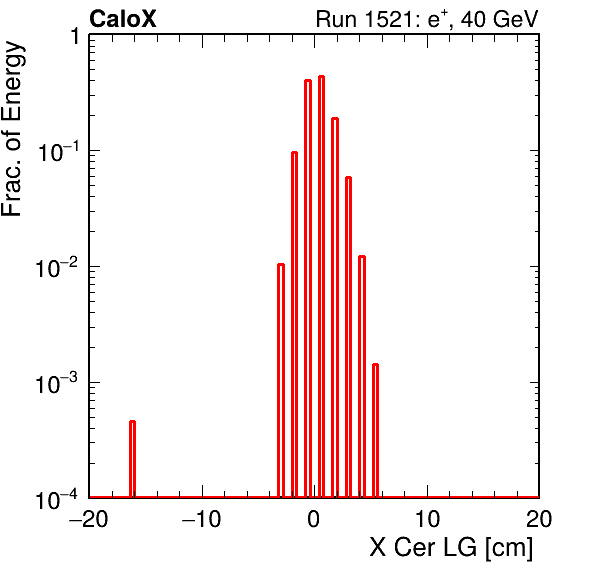 CaloX Run 1521: e⁺, 40 GeV
Frac. of Energy
1
10⁻¹
10⁻²
10⁻³
10⁻⁴
−20 −10 0 10 20
X Cer LG [cm]